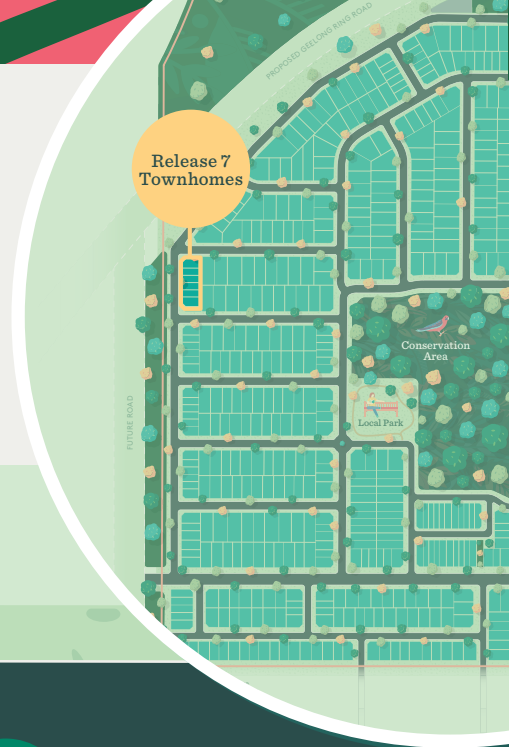 PROPOSED GEELONG RING ROAD
Release 7
Townhomes
Conservation
Area
Local Park
FUTURE ROAD